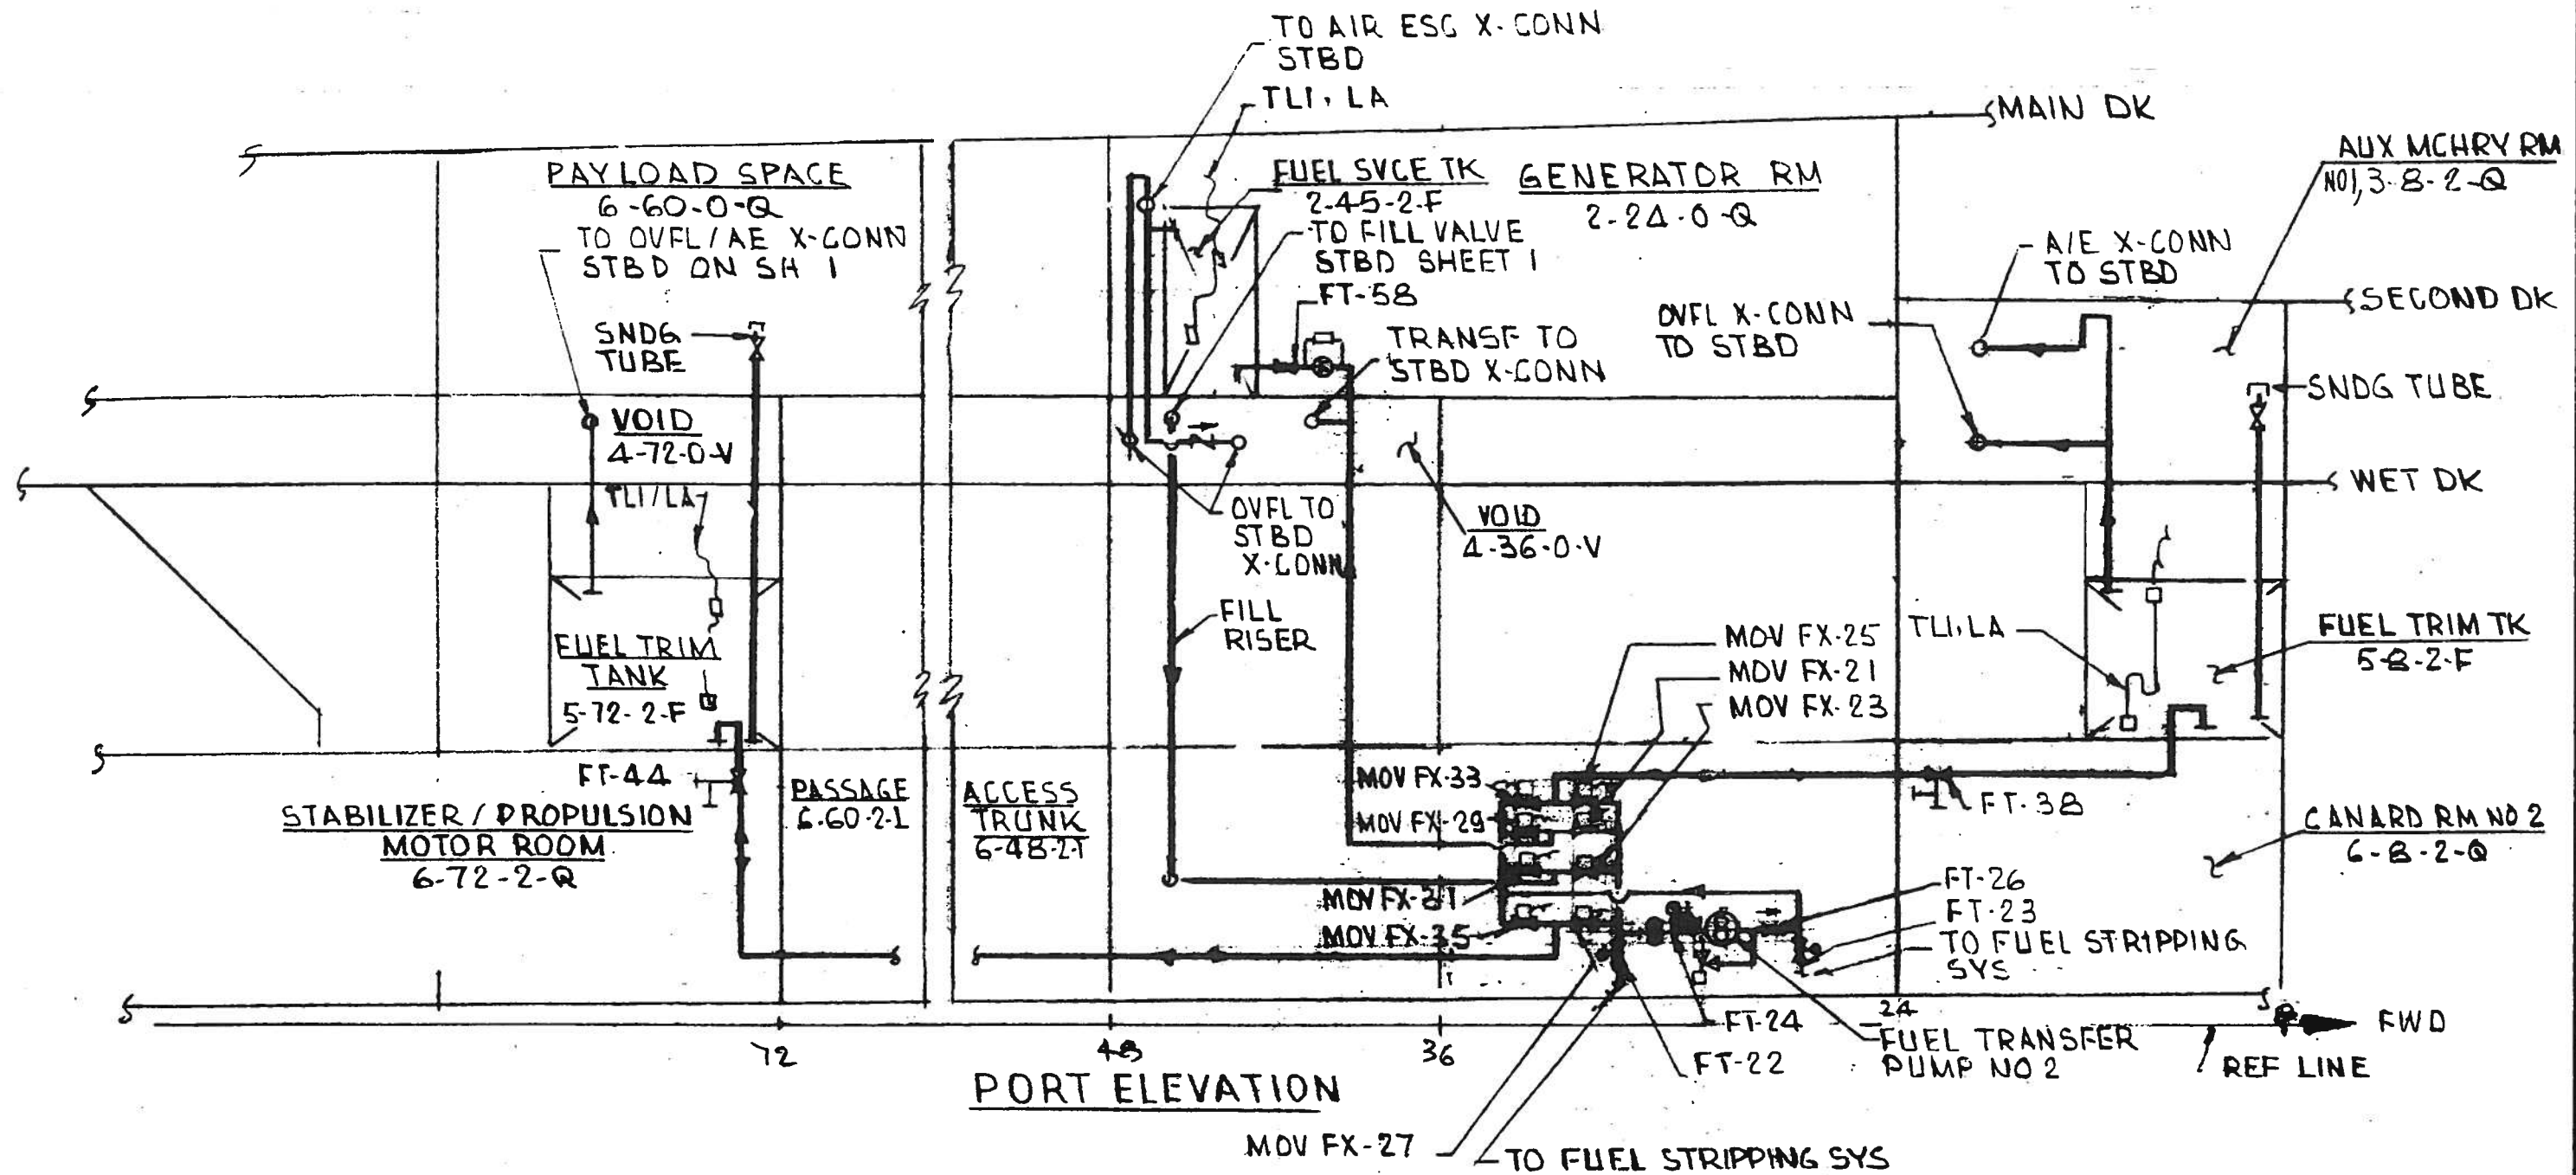 TO AIR ESC X-CONN
STBD
TLI, LA
MAIN DK
AUX MCHRY RM
NO1, 3-8-2-Q
PAYLOAD SPACE
6-60-0-Q
TO OVFL/AE X-CONN
STBD ON SH 1
FUEL SVCE TK
2-45-2-F
GENERATOR RM
2-24-0-Q
TO FILL VALVE
STBD SHEET 1
FT-58
A/E X-CONN
TO STBD
SECOND DK
SNDG
TUBE
TRANSF TO
STBD X-CONN
OVFL X-CONN
TO STBD
SNDG TUBE
VOID
4-72-0-V
TLI/LA
WET DK
OVFL TO
STBD
X-CONN
VOID
4-36-0-V
FILL
RISER
FUEL TRIM
TANK
5-72-2-F
MOV FX-25
MOV FX-21
MOV FX-23
TLI, LA
FUEL TRIM TK
5-8-2-F
FT-44
STABILIZER/PROPULSION
MOTOR ROOM
6-72-2-Q
PASSAGE
6-60-2-L
ACCESS
TRUNK
6-48-2-T
MOV FX-33
MOV FX-29
MOV FX-31
MOV FX-35
FT-38
CANARD RM NO 2
6-8-2-Q
FT-26
FT-23
TO FUEL STRIPPING
SYS
72
48
36
24
FT-24
FT-22
FUEL TRANSFER
PUMP NO 2
REF LINE
FWD
PORT ELEVATION
MOV FX-27
TO FUEL STRIPPING SYS